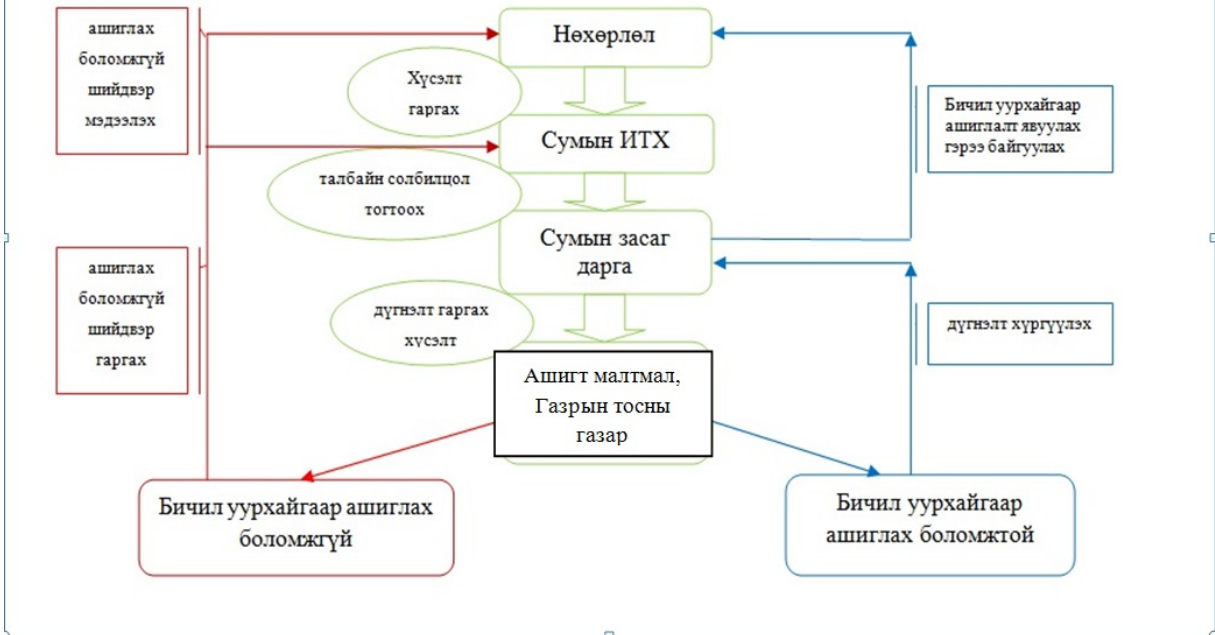 ашиглах
боломжгүй
шийдвэр
мэдээлэх
Нөхөрлөл
Хүсэлт
гаргах
Бичил уурхайгаар
ашиглалт явуулах
гэрээ байгуулах
Сумын ИТХ
талбайн солбилцол
тогтоох
Сумын засаг
дарга
ашиглах
боломжгүй
шийдвэр
гаргах
дүгнэлт гаргах
хүсэлт
дүгнэлт хүргүүлэх
Ашигт малтмал,
Газрын тосны
газар
Бичил уурхайгаар ашиглах
боломжгүй
Бичил уурхайгаар
ашиглах боломжтой